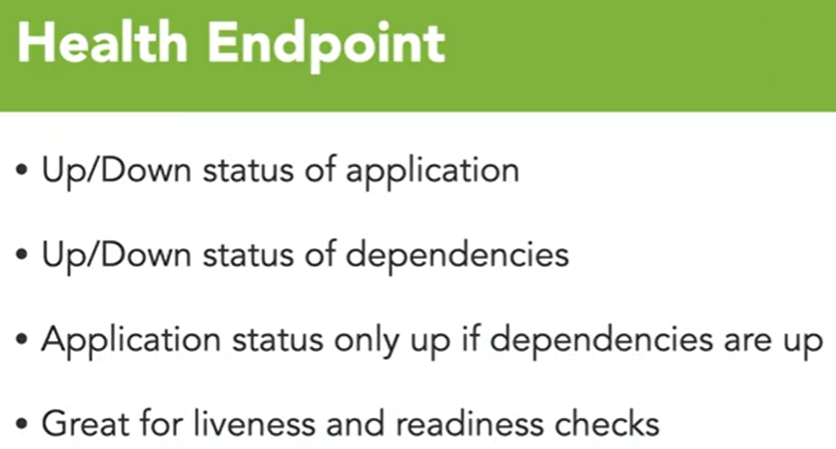 Health Endpoint
• Up/Down status of application
• Up/Down status of dependencies
• Application status only up if dependencies are up
• Great for liveness and readiness checks